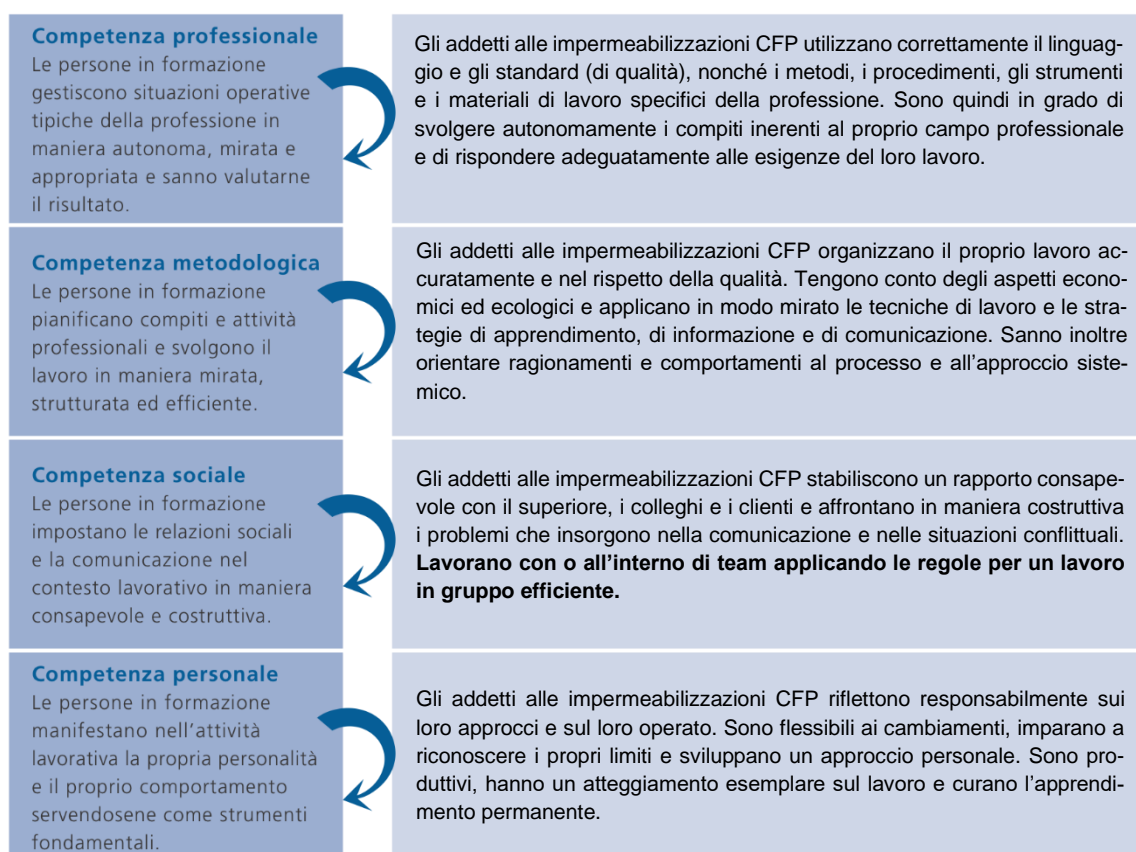 Competenza professionale
Le persone in formazione
gestiscono situazioni operative
tipiche della professione in
maniera autonoma, mirata e
appropriata e sanno valutarne
il risultato.
Gli addetti alle impermeabilizzazioni CFP utilizzano correttamente il linguag-
gio e gli standard (di qualità), nonché i metodi, i procedimenti, gli strumenti
e i materiali di lavoro specifici della professione. Sono quindi in grado di
svolgere autonomamente i compiti inerenti al proprio campo professionale
e di rispondere adeguatamente alle esigenze del loro lavoro.
Competenza metodologica
Le persone in formazione
pianificano compiti e attività
professionali e svolgono il
lavoro in maniera mirata,
strutturata ed efficiente.
Gli addetti alle impermeabilizzazioni CFP organizzano il proprio lavoro ac-
curatamente e nel rispetto della qualità. Tengono conto degli aspetti econo-
mici ed ecologici e applicano in modo mirato le tecniche di lavoro e le stra-
tegie di apprendimento, di informazione e di comunicazione. Sanno inoltre
orientare ragionamenti e comportamenti al processo e all'approccio siste-
mico.
Competenza sociale
Le persone in formazione
impostano le relazioni sociali
e la comunicazione nel
contesto lavorativo in maniera
consapevole e costruttiva.
Gli addetti alle impermeabilizzazioni CFP stabiliscono un rapporto consape-
vole con il superiore, i colleghi e i clienti e affrontano in maniera costruttiva
i problemi che insorgono nella comunicazione e nelle situazioni conflittuali.
Lavorano con o all'interno di team applicando le regole per un lavoro
in gruppo efficiente.
Competenza personale
Le persone in formazione
manifestano nell'attività
lavorativa la propria personalità
e il proprio comportamento
servendosene come strumenti
fondamentali.
Gli addetti alle impermeabilizzazioni CFP riflettono responsabilmente sui
loro approcci e sul loro operato. Sono flessibili ai cambiamenti, imparano a
riconoscere i propri limiti e sviluppano un approccio personale. Sono pro-
duttivi, hanno un atteggiamento esemplare sul lavoro e curano l'apprendi-
mento permanente.